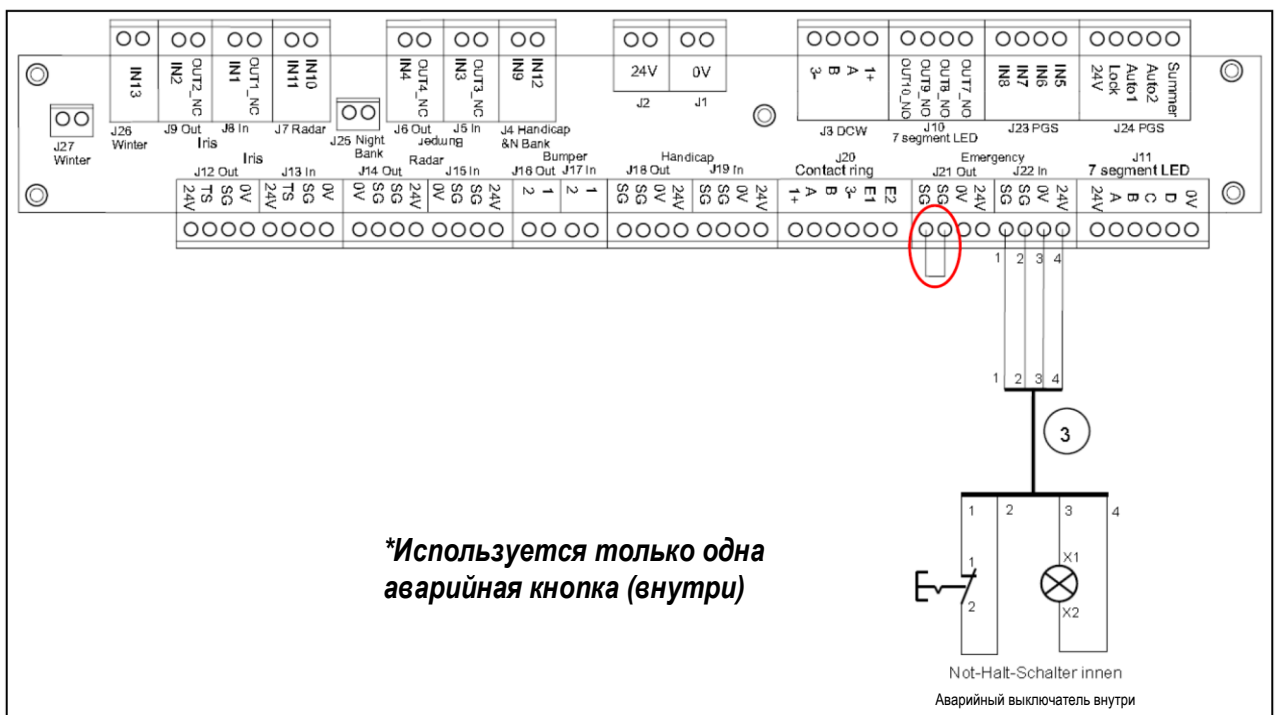 IN13
IN2
OUT2_NC
IN1
OUT1_NC
IN11
IN10
IN4
OUT4_NC
IN3
OUT3_NC
IN9
IN12
24V
0V
3-
B
A
1+
OUT10_NO
OUT9_NO
OUT8_NO
OUT7_NO
IN8
IN7
IN6
IN5
24V
Lock
Auto1
Auto2
Summer
J27
Winter
J26
Winter
J9 Out
J8 In
Iris
J7 Radar
J25 Night
Bank
J6 Out
J5 In
Bumper
J4 Handicap
&N Bank
J2
J1
J3 DCW
J10
7 segment LED
J23 PGS
J24 PGS
Iris
J12 Out
J13 In
Radar
J14 Out
J15 In
Bumper
J16 Out
J17 In
Handicap
J18 Out
J19 In
J20
Contact ring
Emergency
J21 Out
J22 In
J11
7 segment LED
24V TS SG 0V
24V TS SG 0V
0V SG SG 24V
0V SG SG 24V
2 1
2 1
SG SG 0V 24V
SG SG 0V 24V
1+ A B 3- E1 E2
SG SG 0V 24V
SG SG 0V 24V
24V A B C D 0V
1 2 3 4
1 2 3 4
3
1 2 3 4
1
2
X1
X2
*Используется только одна
аварийная кнопка (внутри)
Not-Halt-Schalter innen
Аварийный выключатель внутри